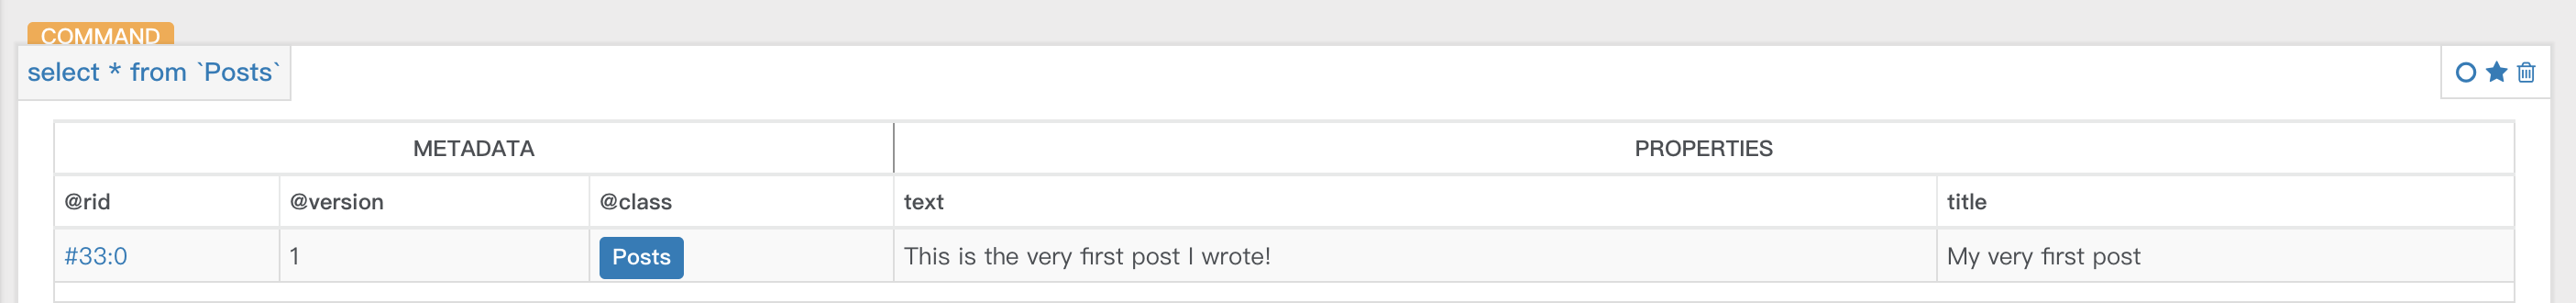 COMMAND
select * from `Posts`
METADATA PROPERTIES
@rid @version @class text title
#33:0 1 Posts This is the very first post I wrote! My very first post